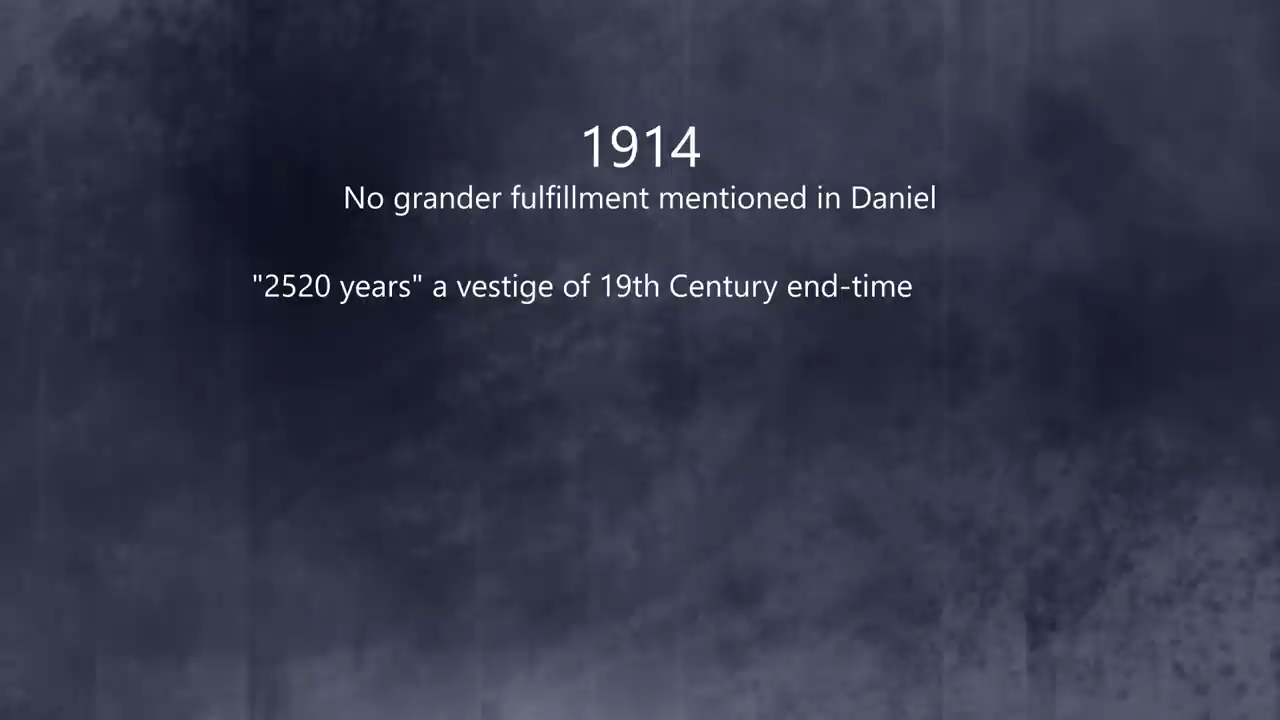 1914
No grander fulfillment mentioned in Daniel
"2520 years" a vestige of 19th Century end-time